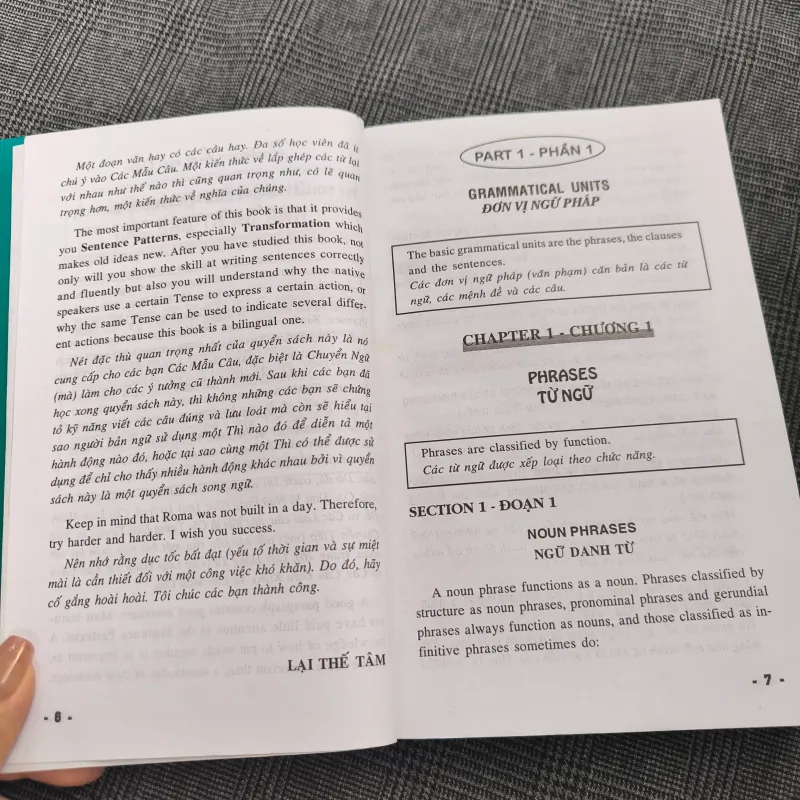 Một đoạn văn hay có các câu hay. Đa số học viên đã ít
chú ý vào Các Mẫu Câu. Một kiến thức về lắp ghép các từ lại
với nhau như thế nào thì cũng quan trọng như, có lẽ quan
trọng hơn, một kiến thức về nghĩa của chúng.
The most important feature of this book is that it provides
you Sentence Patterns, especially Transformation which
makes old ideas new. After you have studied this book, not
only will you show the skill at writing sentences correctly
and fluently but also you will understand why the native
speakers use a certain Tense to express a certain action, or
why the same Tense can be used to indicate several differ-
ent actions because this book is a bilingual one.
Nét đặc thù quan trọng nhất của quyển sách này là nó
cung cấp cho các bạn Các Mẫu Câu, đặc biệt là Chuyển Ngữ
(mà) làm cho các ý tưởng cũ thành mới. Sau khi các bạn đã
học xong quyển sách này, thì không những các bạn sẽ chứng
tỏ kỹ năng viết các câu đúng và lưu loát mà còn sẽ hiểu tại
sao người bản ngữ sử dụng một Thì nào đó để diễn tả một
hành động nào đó, hoặc tại sao cùng một Thì có thể được sử
dụng để chỉ cho thấy nhiều hành động khác nhau bởi vì quyển
sách này là một quyển sách song ngữ.
Keep in mind that Roma was not built in a day. Therefore,
try harder and harder. I wish you success.
Nên nhớ rằng dục tốc bất đạt (yếu tố thời gian và sự miệt
mài là cần thiết đối với một công việc khó khăn). Do đó, hãy
cố gắng hoài hoài. Tôi chúc các bạn thành công.
LẠI THẾ TÂM
- 6 -
PART 1 - PHẦN 1
GRAMMATICAL UNITS
ĐƠN VỊ NGỮ PHÁP
The basic grammatical units are the phrases, the clauses
and the sentences.
Các đơn vị ngữ pháp (văn phạm) căn bản là các từ
ngữ, các mệnh đề và các câu.
CHAPTER 1 - CHƯƠNG 1
PHRASES
TỪ NGỮ
Phrases are classified by function.
Các từ ngữ được xếp loại theo chức năng.
SECTION 1 - ĐOẠN 1
NOUN PHRASES
NGỮ DANH TỪ
A noun phrase functions as a noun. Phrases classified by
structure as noun phrases, pronominal phrases and gerundial
phrases always function as nouns, and those classified as in-
finitive phrases sometimes do:
- 7 -